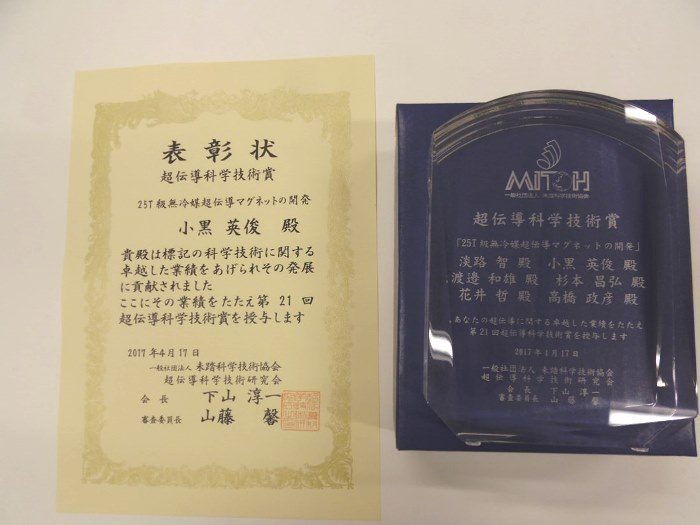 表彰状
超伝導科学技術賞
25T級無冷媒超伝導マグネットの開発
小黒 英俊 殿
貴殿は標記の科学技術に関する
卓越した業績をあげられその発展
に貢献されました
ここにその業績をたたえ第 21 回
超伝導科学技術賞を授与します
2017年4月17日
一般社団法人 未踏科学技術協会
超伝導科学技術研究会
会長 下山 淳一
審査委員長 山藤 馨
MITOH
一般社団法人 未踏科学技術協会
超伝導科学技術賞
「25T級無冷媒超伝導マグネットの開発」
淡路 智 殿 小黒 英俊 殿
渡邉 和雄 殿 杉本 昌弘 殿
花井 哲 殿 高橋 政彦 殿
あなたの超伝導に関する卓越した業績をたたえ
第21回超伝導科学技術賞を授与します
2017年4月17日
一般社団法人 未踏科学技術協会
超伝導科学技術研究会
会長 下山 淳一
審査委員長 山藤 馨